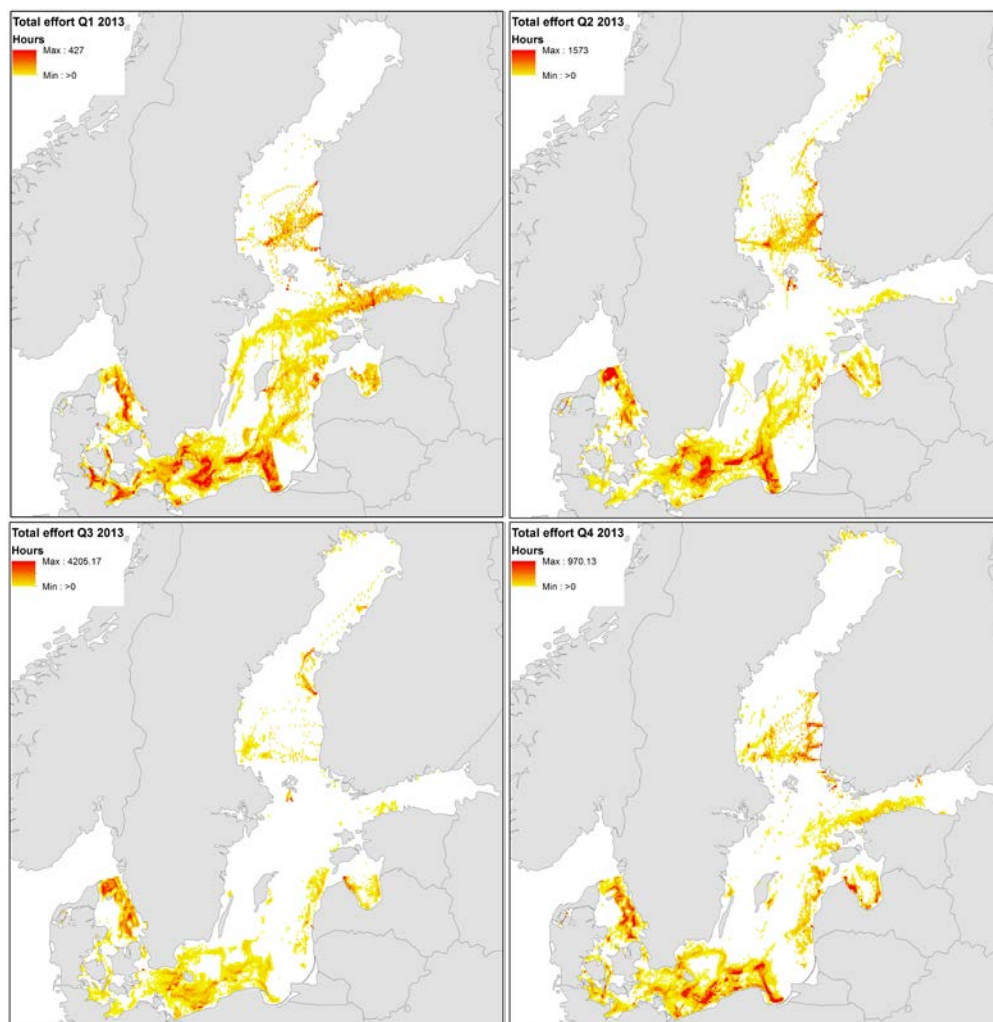 Total effort Q1 2013
Hours
Max : 427
Min : >0
Total effort Q2 2013
Hours
Max : 1573
Min : >0
Total effort Q3 2013
Hours
Max : 4205.17
Min : >0
Total effort Q4 2013
Hours
Max : 970.13
Min : >0